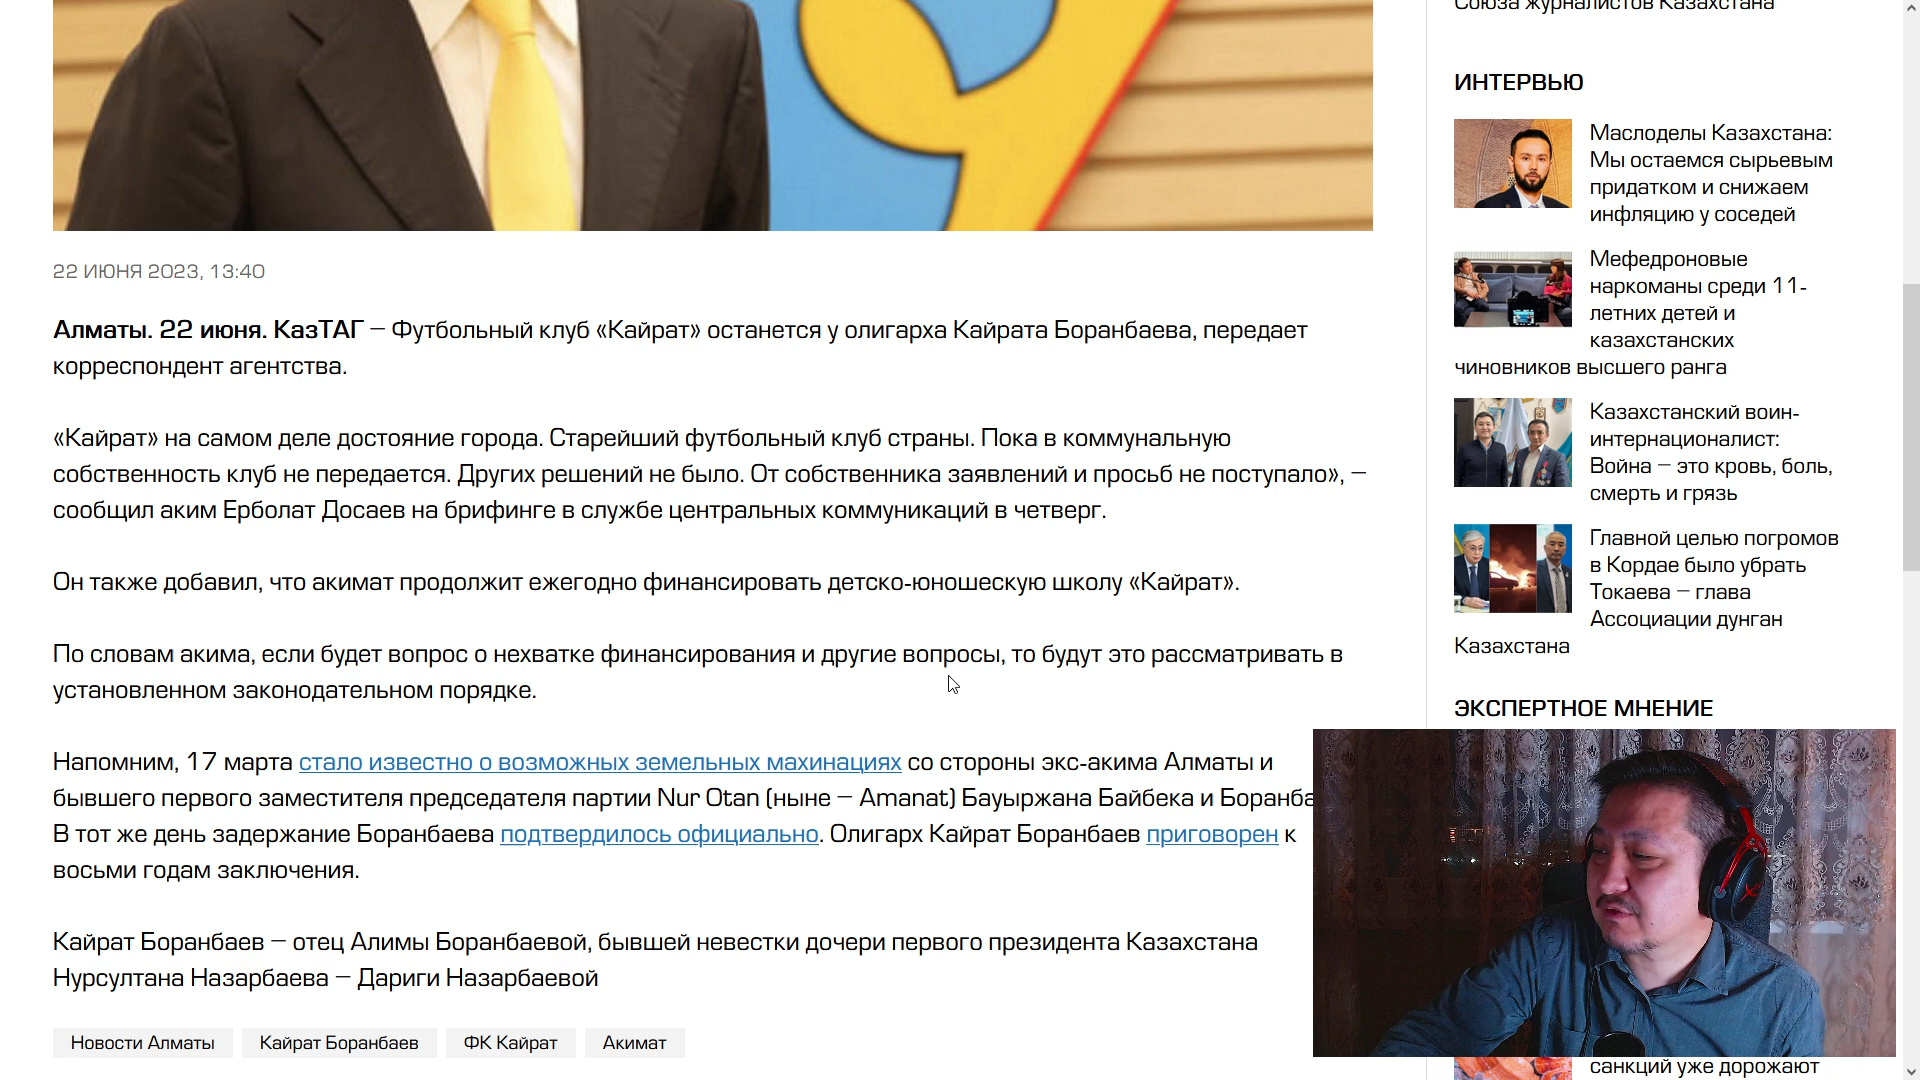 22 ИЮНЯ 2023, 13:40
Алматы. 22 июня. КазТАГ – Футбольный клуб «Кайрат» останется у олигарха Кайрата Боранбаева, передает
корреспондент агентства.
«Кайрат» на самом деле достояние города. Старейший футбольный клуб страны. Пока в коммунальную
собственность клуб не передается. Других решений не было. От собственника заявлений и просьб не поступало», –
сообщил аким Ерболат Досаев на брифинге в службе центральных коммуникаций в четверг.
Он также добавил, что акимат продолжит ежегодно финансировать детско-юношескую школу «Кайрат».
По словам акима, если будет вопрос о нехватке финансирования и другие вопросы, то будут это рассматривать в
установленном законодательном порядке.
Напомним, 17 марта стало известно о возможных земельных махинациях со стороны экс-акима Алматы и
бывшего первого заместителя председателя партии Nur Otan (ныне – Amanat) Бауыржана Байбека и Боранба
В тот же день задержание Боранбаева подтвердилось официально. Олигарх Кайрат Боранбаев приговорен к
восьми годам заключения.
Кайрат Боранбаев – отец Алимы Боранбаевой, бывшей невестки дочери первого президента Казахстана
Нурсултана Назарбаева – Дариги Назарбаевой
Новости Алматы
Кайрат Боранбаев
ФК Кайрат
Акимат
Союза журналистов Казахстана
ИНТЕРВЬЮ
Маслоделы Казахстана:
Мы остаемся сырьевым
придатком и снижаем
инфляцию у соседей
Мефедроновые
наркоманы среди 11-
летних детей и
казахстанских
чиновников высшего ранга
Казахстанский воин-
интернационалист:
Война – это кровь, боль,
смерть и грязь
Главной целью погромов
в Кордае было убрать
Токаева – глава
Ассоциации дунган
Казахстана
ЭКСПЕРТНОЕ МНЕНИЕ
санкций уже дорожают